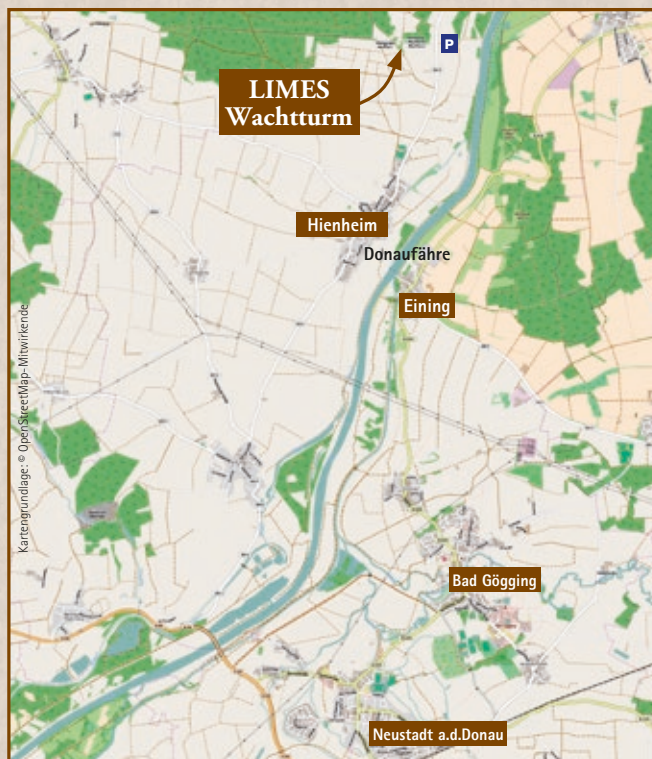 P
LIMES
Wachtturm
Hienheim
Donaufähre
Eining
Kartengrundlage: © OpenStreetMap-Mitwirkende
Bad Gögging
Neustadt a.d.Donau